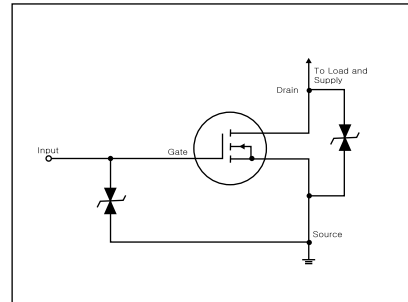 To Load and
Supply
Drain
Input
Gate
Source